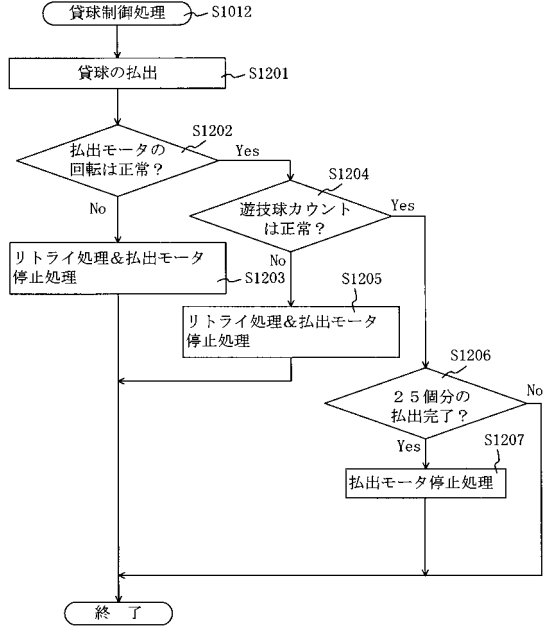 貸球制御処理
S1012
貸球の払出
S1201
S1202
払出モータの
回転は正常？
Yes
No
S1204
遊技球カウント
は正常？
Yes
No
リトライ処理＆払出モータ
停止処理
S1203
S1205
リトライ処理＆払出モータ
停止処理
S1206
２５個分の
払出完了？
No
Yes
S1207
払出モータ停止処理
終　了